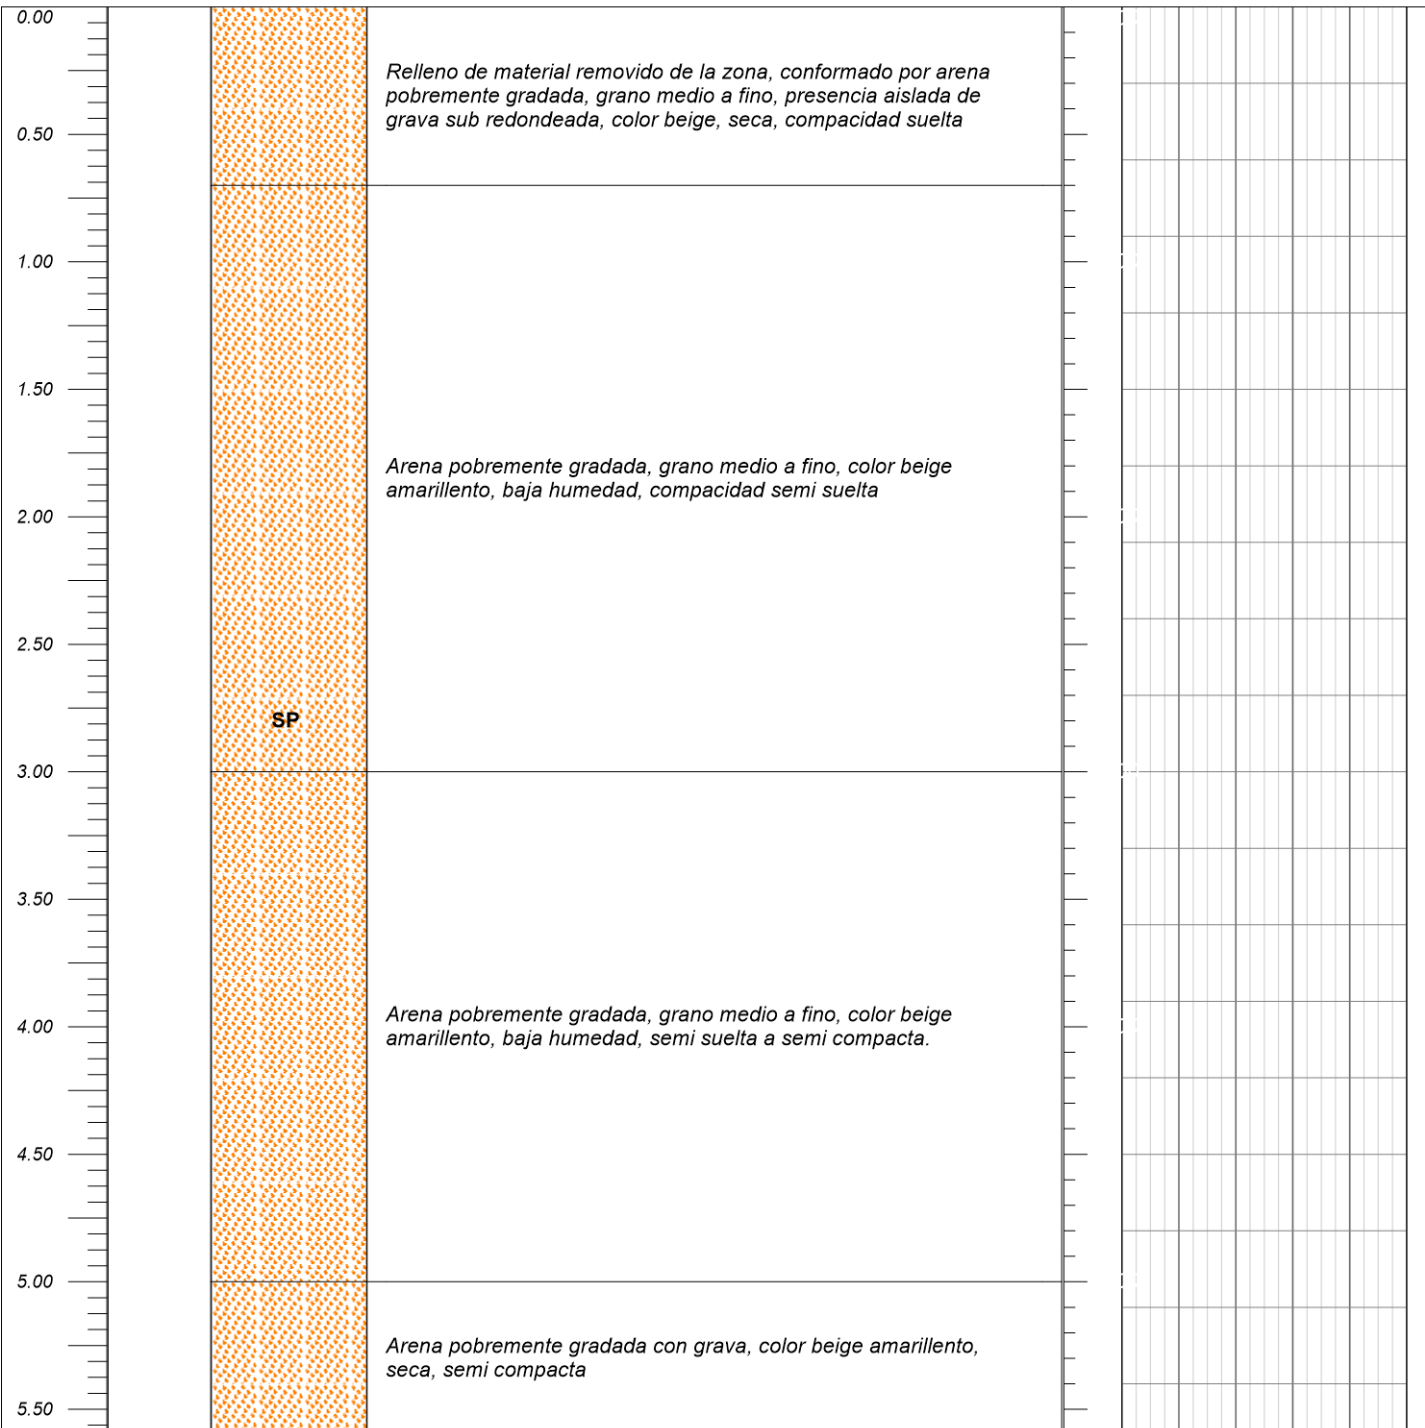 0.00
Relleno de material removido de la zona, conformado por arena
pobremente gradada, grano medio a fino, presencia aislada de
grava sub redondeada, color beige, seca, compacidad suelta
0.50
1.00
1.50
Arena pobremente gradada, grano medio a fino, color beige
amarillento, baja humedad, compacidad semi suelta
2.00
2.50
SP
3.00
3.50
Arena pobremente gradada, grano medio a fino, color beige
amarillento, baja humedad, semi suelta a semi compacta.
4.00
4.50
5.00
Arena pobremente gradada con grava, color beige amarillento,
seca, semi compacta
5.50